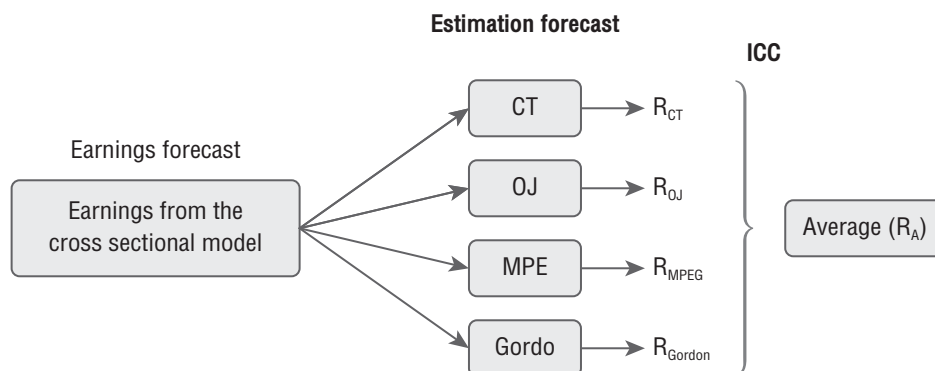 Estimation forecast
ICC
CT
R_CT
Earnings forecast
OJ
R_OJ
Earnings from the
cross sectional model
Average (R_A)
MPE
R_MPEG
Gordo
R_Gordon